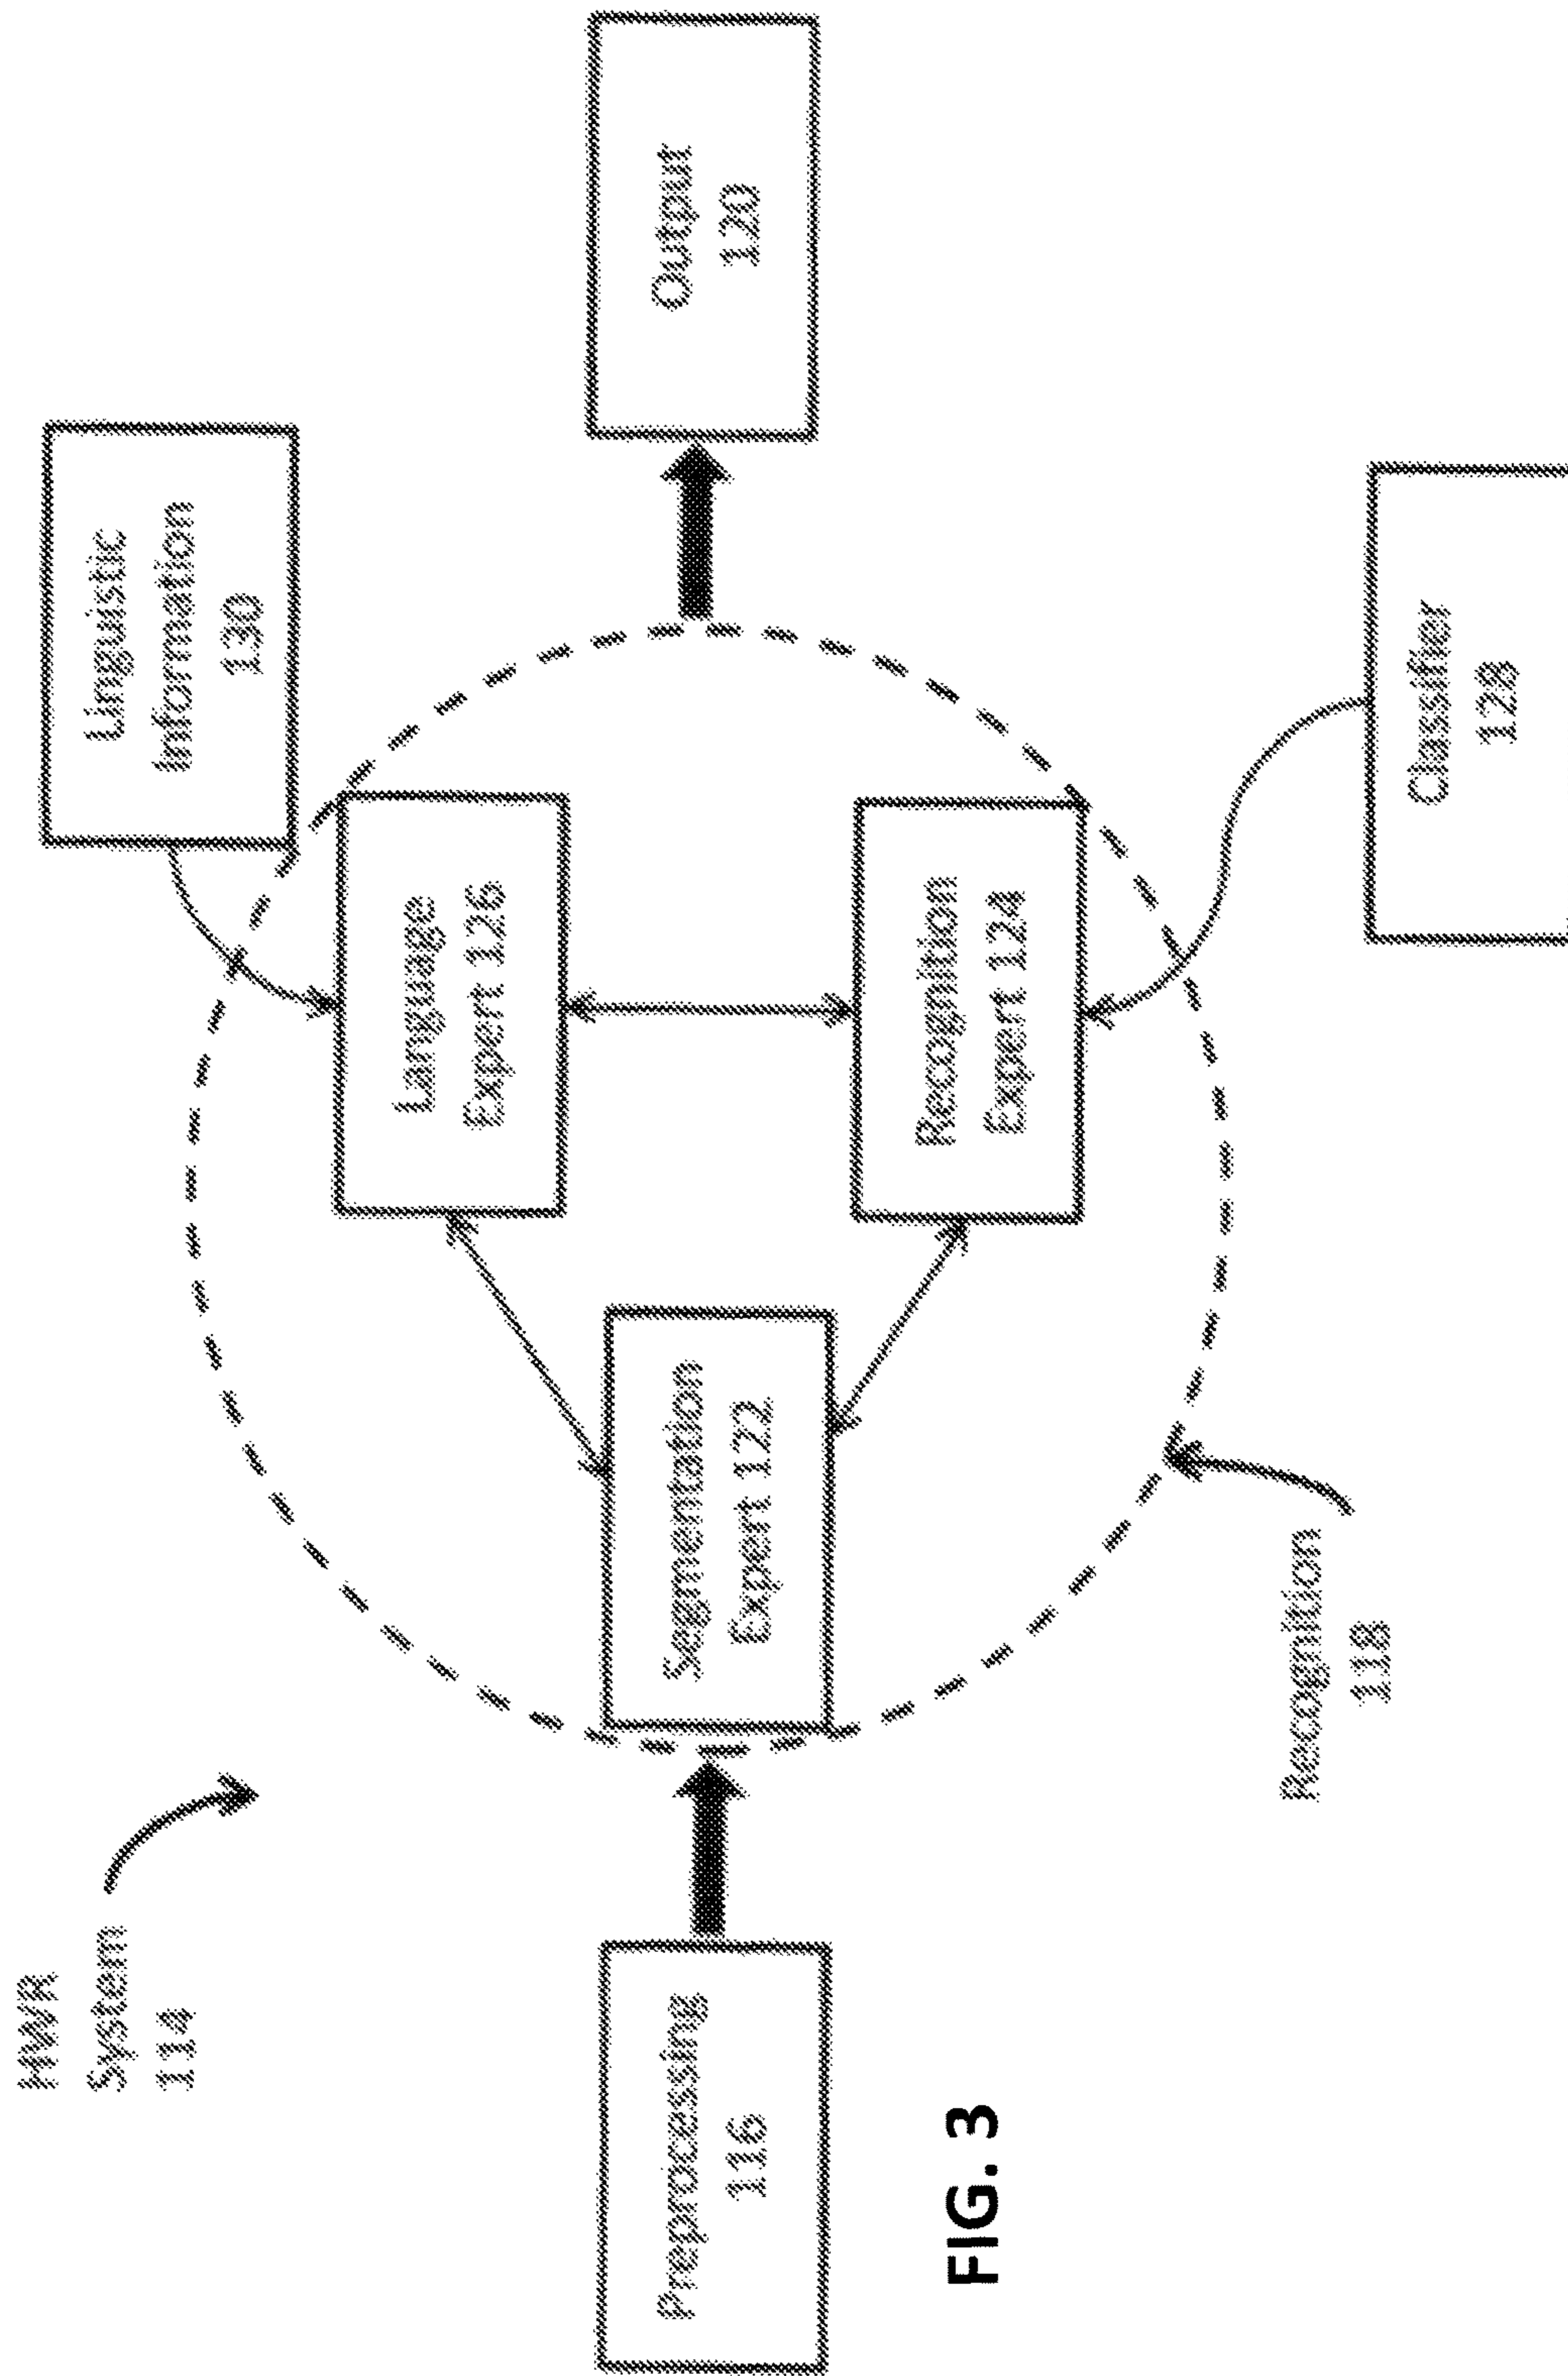 HWR
System
114
Linguistic
Information
130
Language
Expert 126
Preprocessing
116
Segmentation
Expert 122
Output
120
Recognition
Expert 124
Recognition
118
Classifier
128
FIG. 3